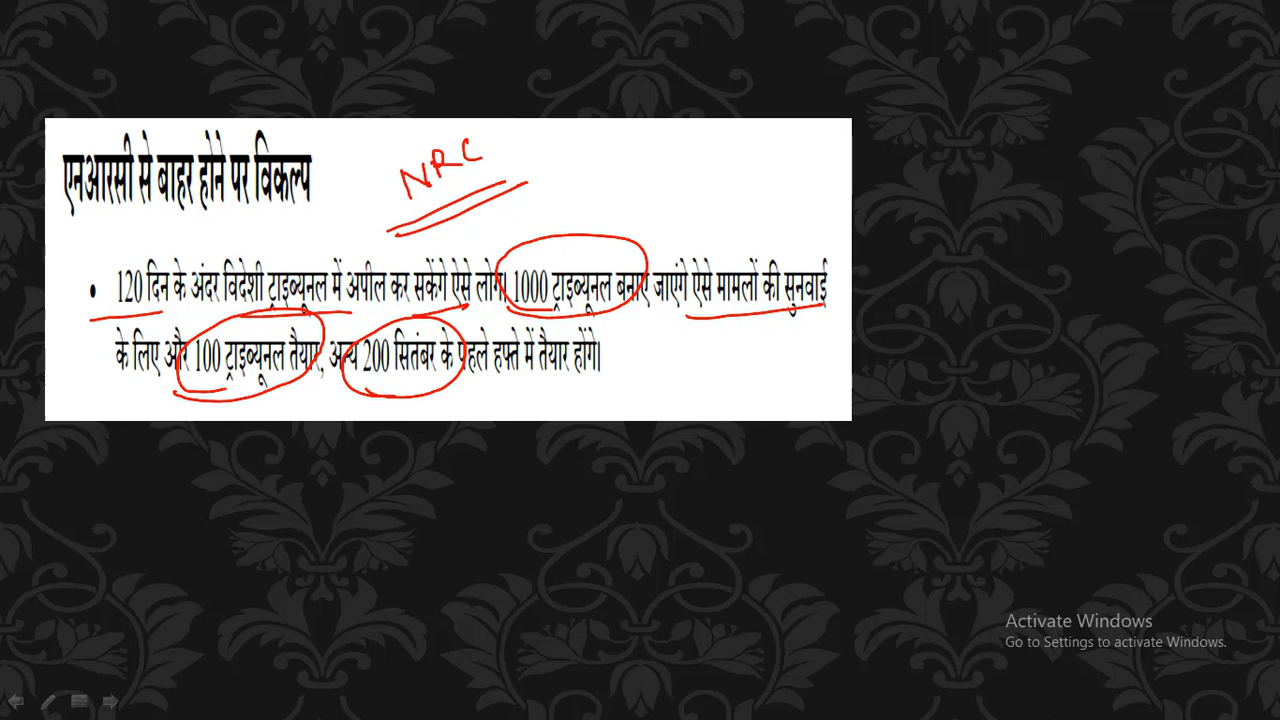 एनआरसी से बाहर होने पर विकल्प
NRC
• 120 दिन के अंदर विदेशी ट्राइब्यूनल में अपील कर सकेंगे ऐसे लोग। 1000 ट्राइब्यूनल बनाए जाएंगे ऐसे मामलों की सुनवाई
के लिए और 100 ट्राइब्यूनल तैयार, अन्य 200 सितंबर के पहले हफ्ते में तैयार होंगे।
Activate Windows
Go to Settings to activate Windows.